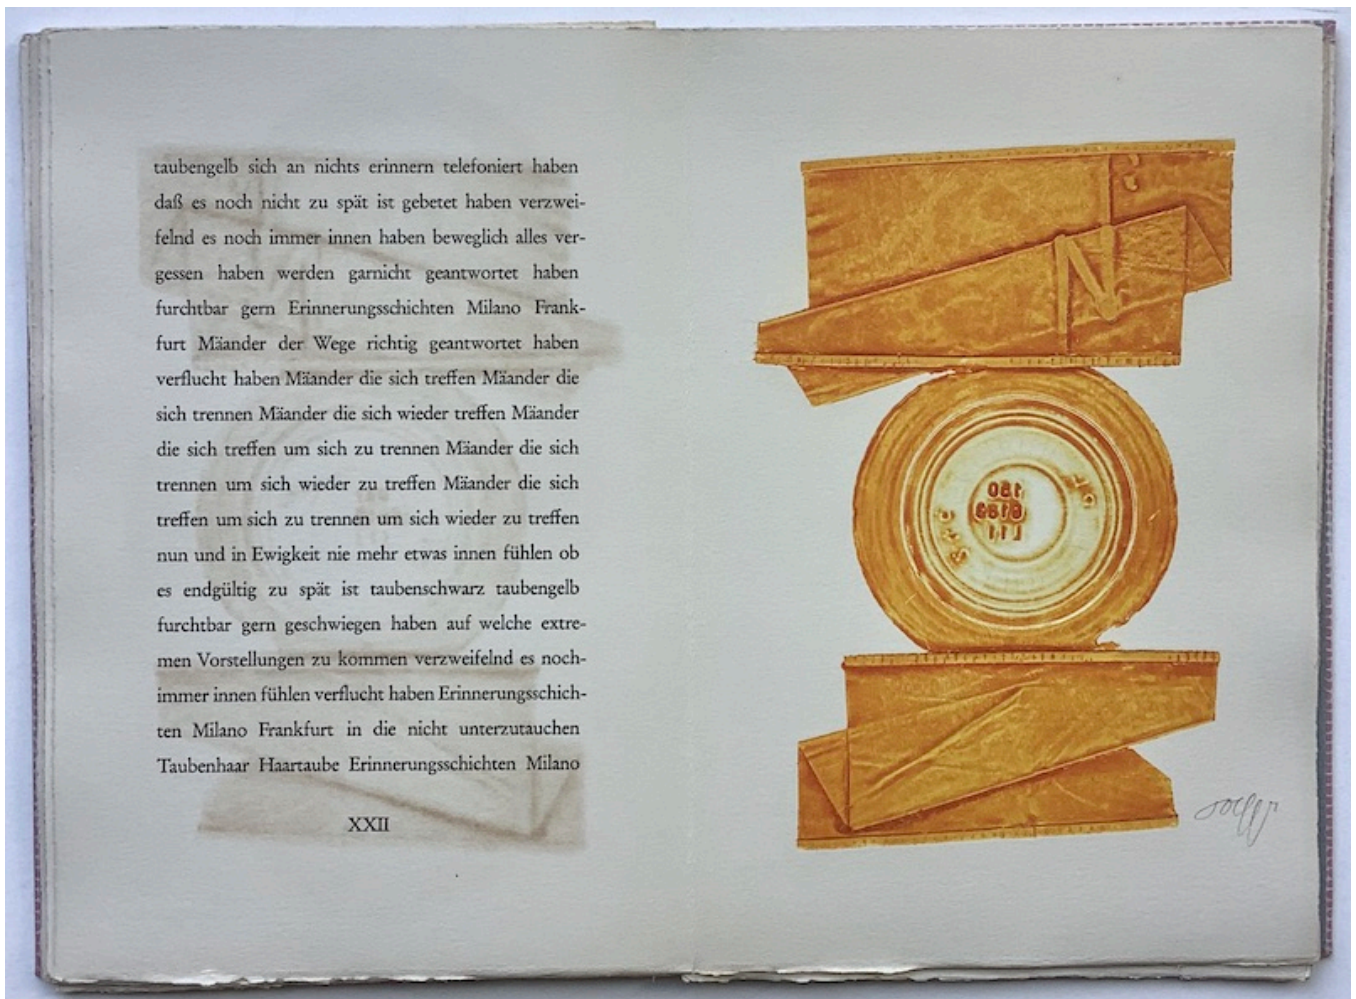 taubengelb sich an nichts erinnern telefoniert haben
daß es noch nicht zu spät ist gebetet haben verzwei-
felnd es noch immer innen haben beweglich alles ver-
gessen haben werden garnicht geantwortet haben
furchtbar gern Erinnerungsschichten Milano Frank-
furt Mäander der Wege richtig geantwortet haben
verflucht haben Mäander die sich treffen Mäander die
sich trennen Mäander die sich wieder treffen Mäander
die sich treffen um sich zu trennen Mäander die sich
trennen um sich wieder zu treffen Mäander die sich
treffen um sich zu trennen um sich wieder zu treffen
nun und in Ewigkeit nie mehr etwas innen fühlen ob
es endgültig zu spät ist taubenschwarz taubengelb
furchtbar gern geschwiegen haben auf welche extre-
men Vorstellungen zu kommen verzweifelnd es noch-
immer innen fühlen verflucht haben Erinnerungsschich-
ten Milano Frankfurt in die nicht unterzutauchen
Taubenhaar Haartaube Erinnerungsschichten Milano
XXII